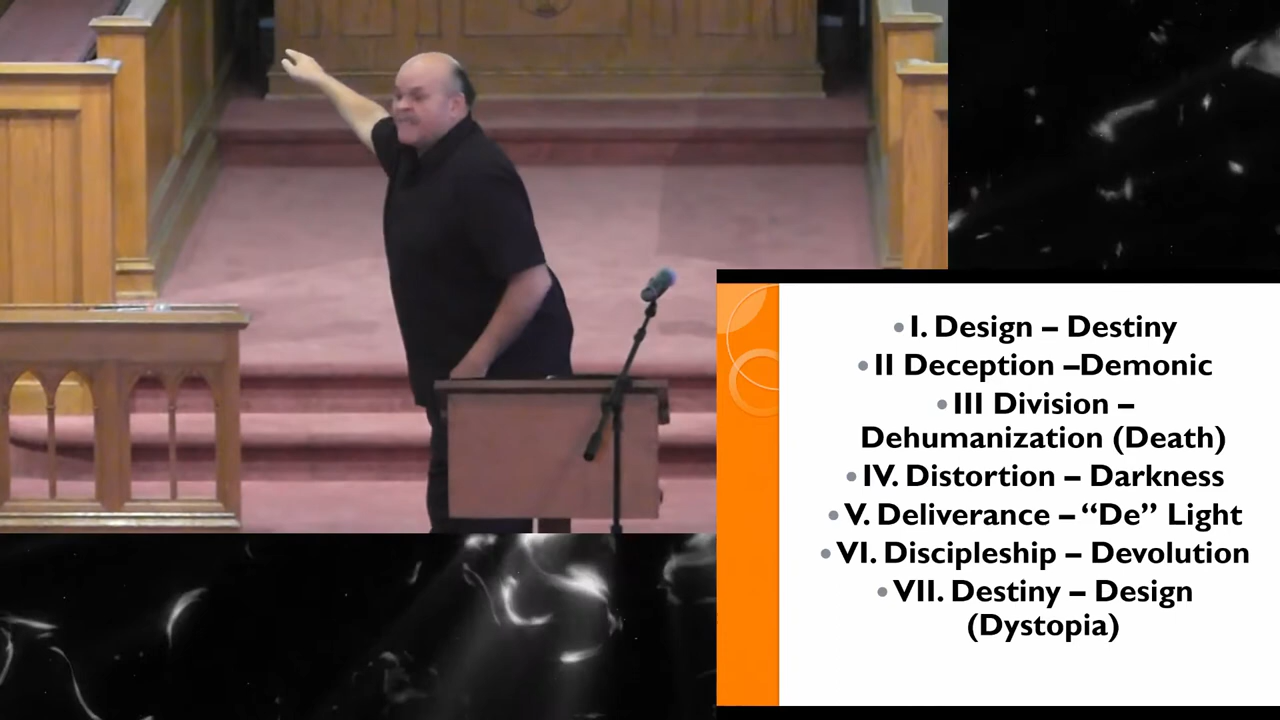 • I. Design – Destiny
• II Deception –Demonic
• III Division –
Dehumanization (Death)
• IV. Distortion – Darkness
• V. Deliverance – “De” Light
• VI. Discipleship – Devolution
• VII. Destiny – Design
(Dystopia)